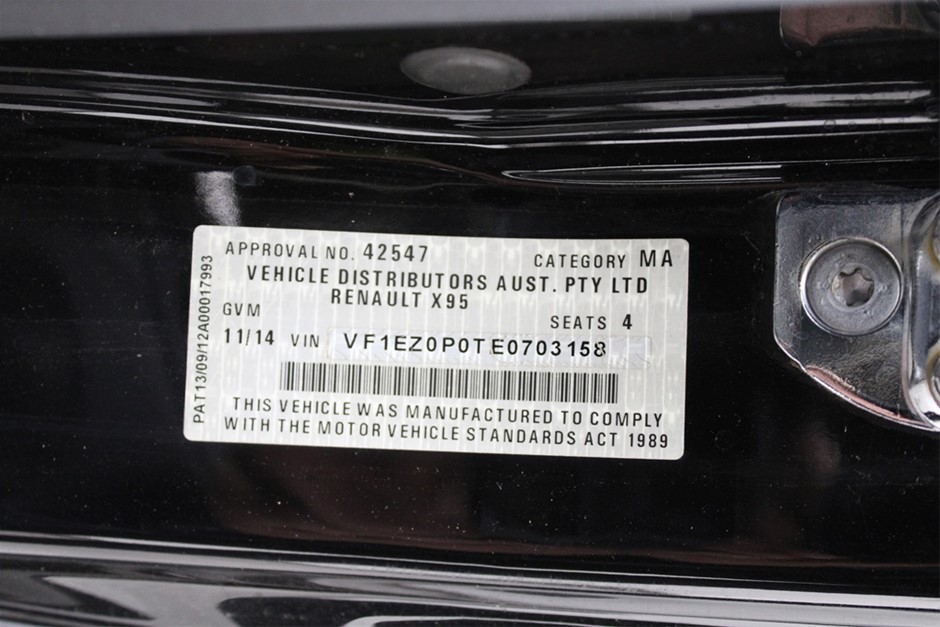 APPROVAL NO. 42547 CATEGORY MA
VEHICLE DISTRIBUTORS AUST. PTY LTD
RENAULT X95
GVM
SEATS 4
11/14 VIN VF1EZ0P0TE0703158
THIS VEHICLE WAS MANUFACTURED TO COMPLY
WITH THE MOTOR VEHICLE STANDARDS ACT 1989
PAT13/09/12A00017993